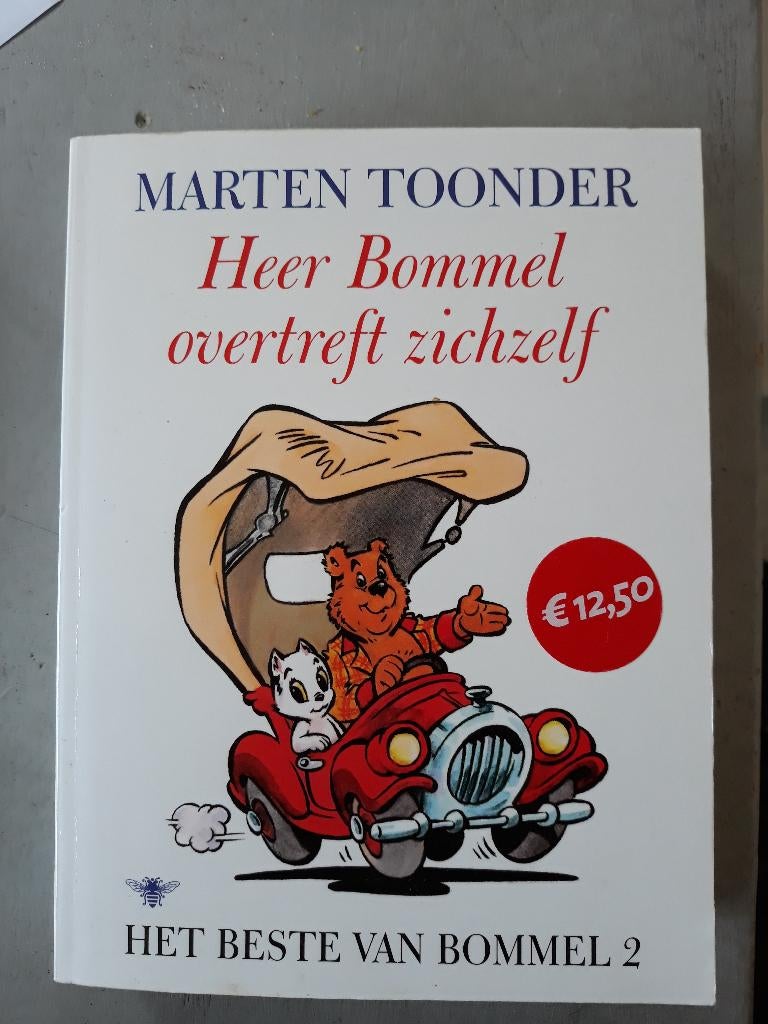 MARTEN TOONDER
Heer Bommel
overtreft zichzelf
€ 12,50
HET BESTE VAN BOMMEL 2